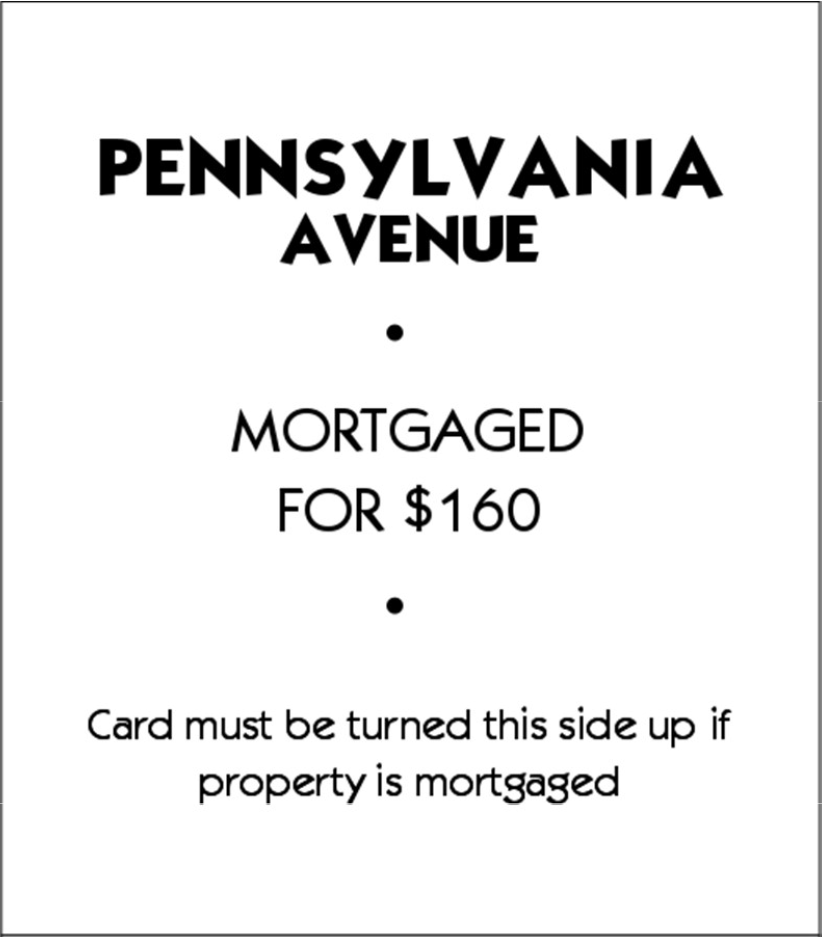 PENNSYLVANIA
AVENUE
•
MORTGAGED
FOR $160
•
Card must be turned this side up if
property is mortgaged